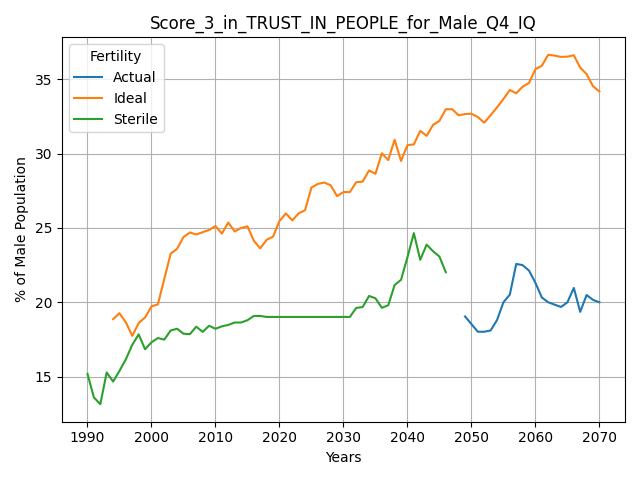 Score_3_in_TRUST_IN_PEOPLE_for_Male_Q4_IQ
Fertility
Actual
Ideal
Sterile
% of Male Population
35
30
25
20
15
1990 2000 2010 2020 2030 2040 2050 2060 2070
Years